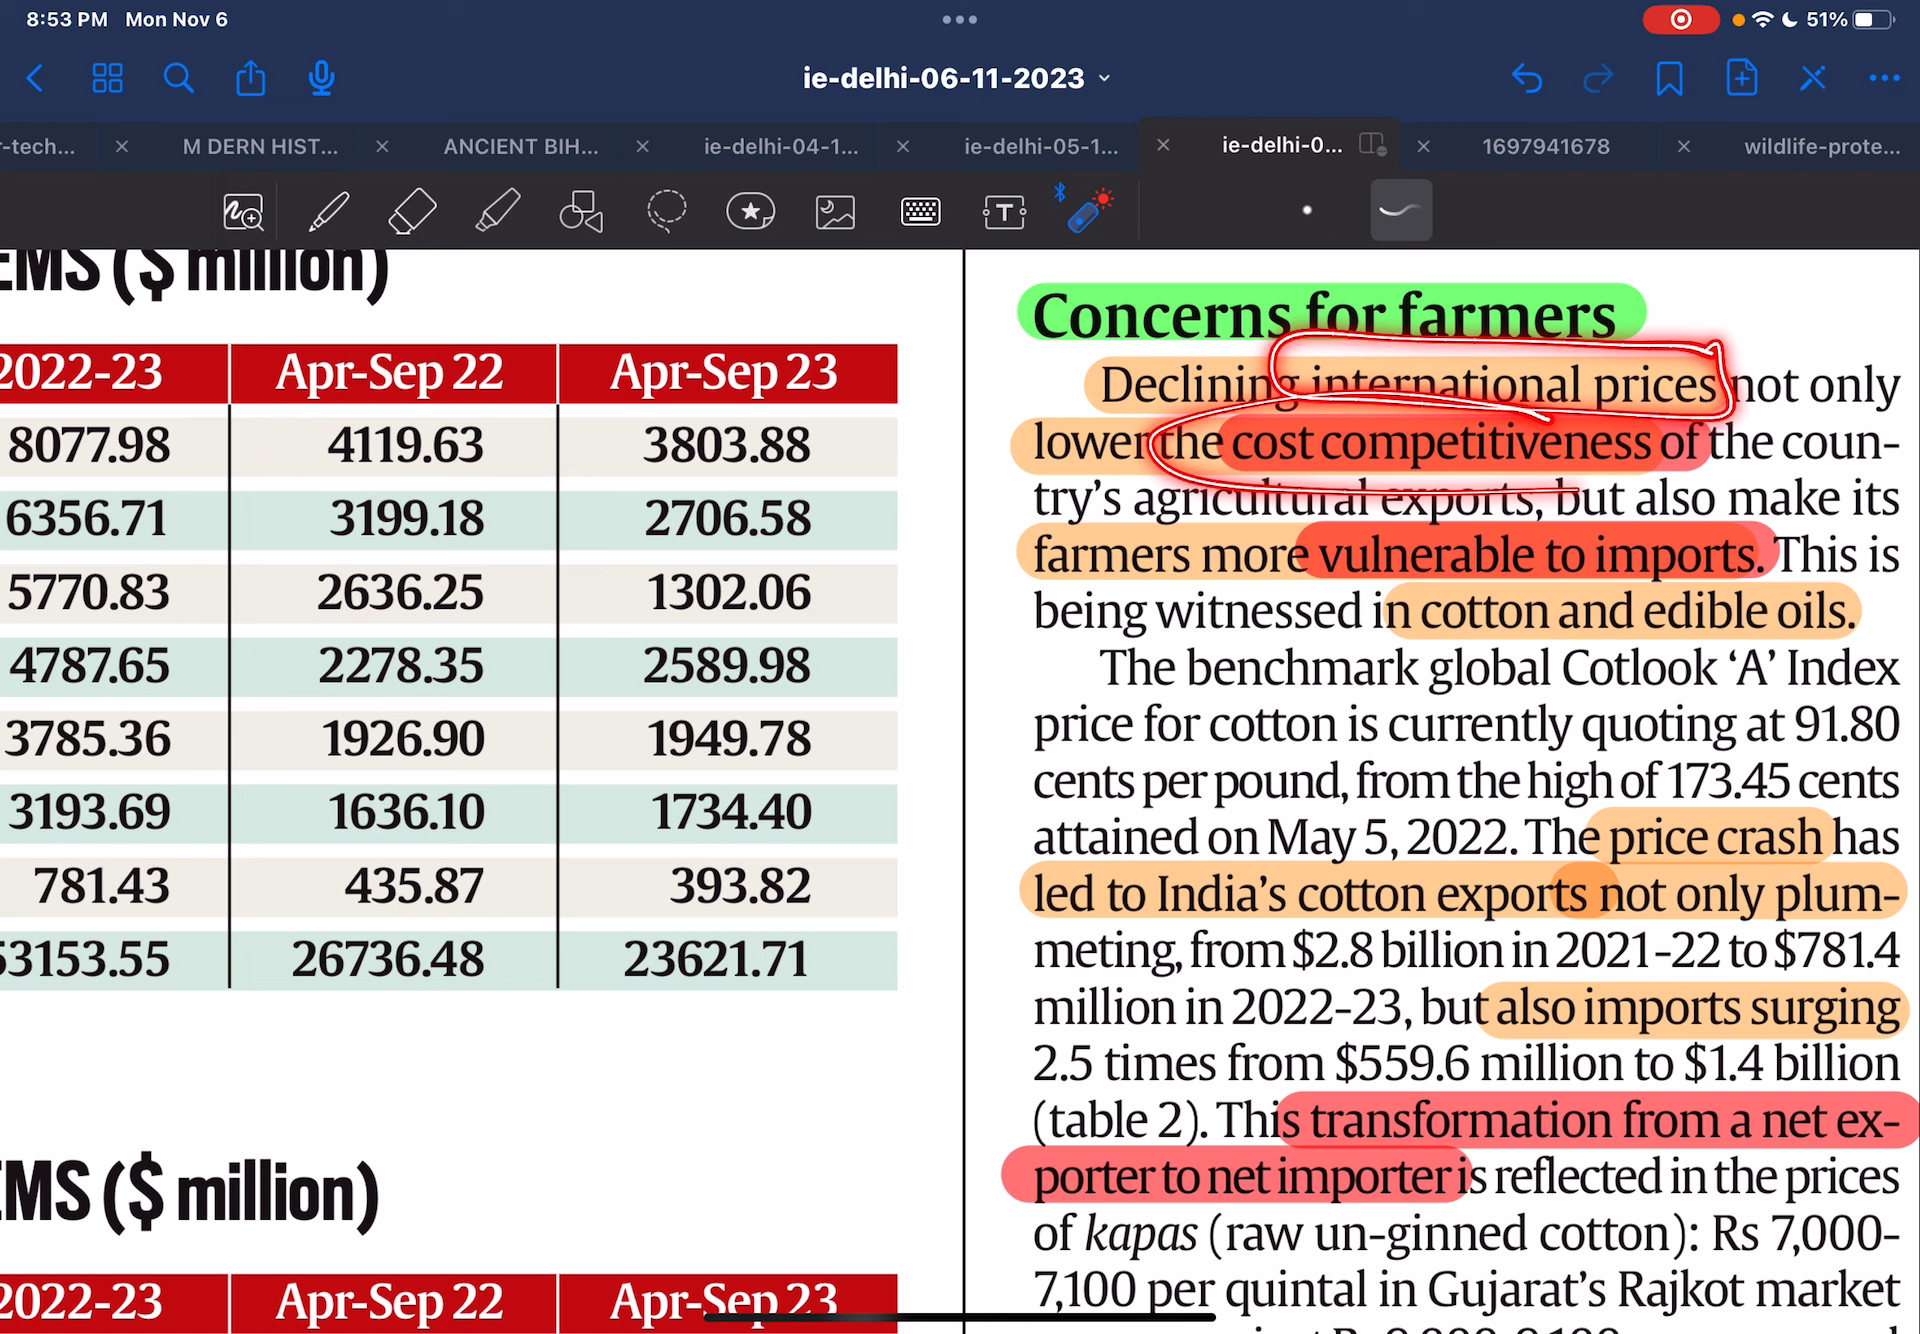 8:53 PM Mon Nov 6
51%
ie-delhi-06-11-2023
-tech...
M DERN HIST...
ANCIENT BIH...
ie-delhi-04-1...
ie-delhi-05-1...
ie-delhi-0...
1697941678
wildlife-prote...
EMS ($ million)
2022-23 Apr-Sep 22 Apr-Sep 23
8077.98 4119.63 3803.88
6356.71 3199.18 2706.58
5770.83 2636.25 1302.06
4787.65 2278.35 2589.98
3785.36 1926.90 1949.78
3193.69 1636.10 1734.40
781.43 435.87 393.82
53153.55 26736.48 23621.71
EMS ($ million)
2022-23 Apr-Sep 22 Apr-Sep 23
Concerns for farmers
Declining international prices not only
lower the cost competitiveness of the coun-
try’s agricultural exports, but also make its
farmers more vulnerable to imports. This is
being witnessed in cotton and edible oils.
The benchmark global Cotlook ‘A’ Index
price for cotton is currently quoting at 91.80
cents per pound, from the high of 173.45 cents
attained on May 5, 2022. The price crash has
led to India’s cotton exports not only plum-
meting, from $2.8 billion in 2021-22 to $781.4
million in 2022-23, but also imports surging
2.5 times from $559.6 million to $1.4 billion
(table 2). This transformation from a net ex-
porter to net importer is reflected in the prices
of kapas (raw un-ginned cotton): Rs 7,000-
7,100 per quintal in Gujarat’s Rajkot market